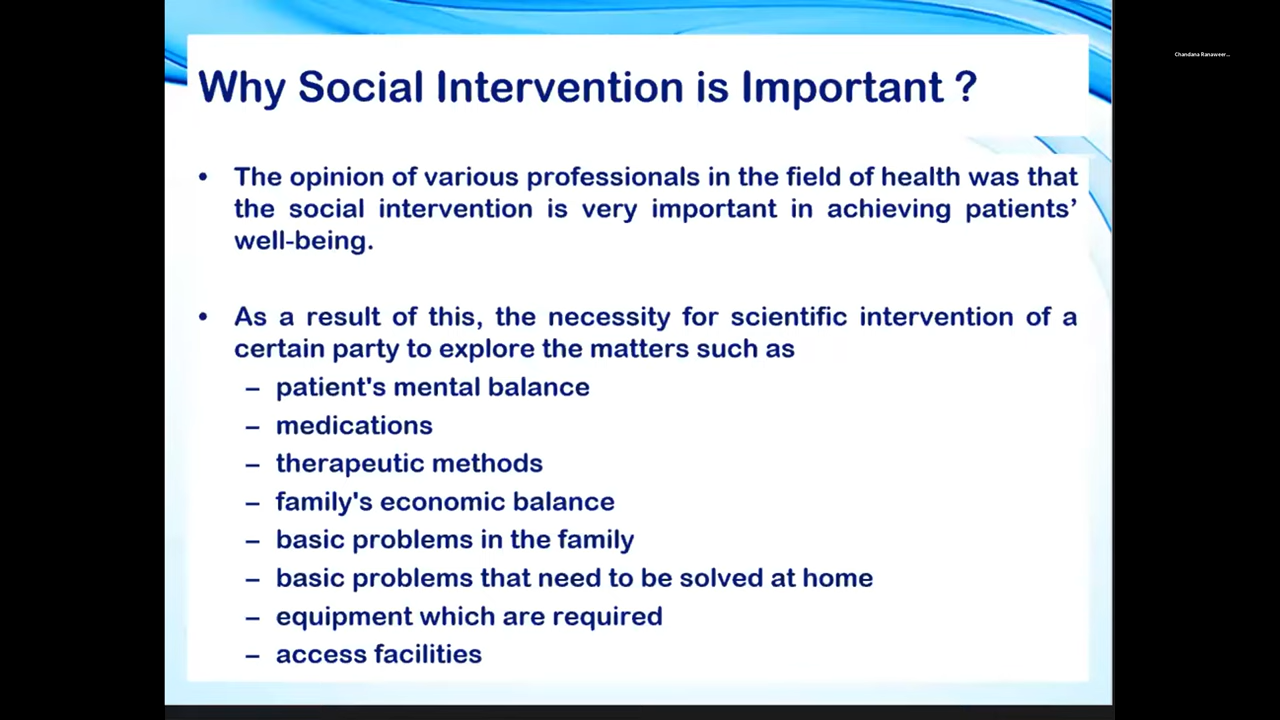 Why Social Intervention is Important ?
Chandana Ranaweer...
• The opinion of various professionals in the field of health was that
the social intervention is very important in achieving patients’
well-being.
• As a result of this, the necessity for scientific intervention of a
certain party to explore the matters such as
– patient's mental balance
– medications
– therapeutic methods
– family's economic balance
– basic problems in the family
– basic problems that need to be solved at home
– equipment which are required
– access facilities